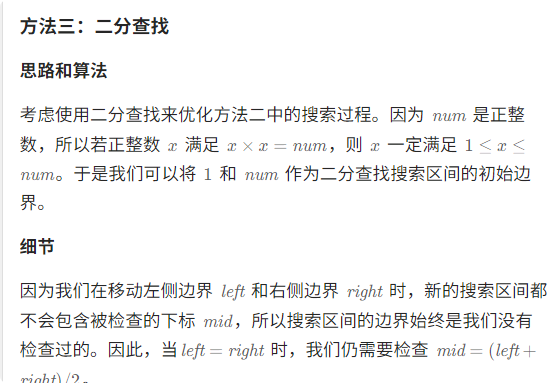 方法三：二分查找
思路和算法
考虑使用二分查找来优化方法二中的搜索过程。因为 num 是正整
数，所以若正整数 x 满足 x × x = num，则 x 一定满足 1 ≤ x ≤
num。于是我们可以将 1 和 num 作为二分查找搜索区间的初始边
界。
细节
因为我们在移动左侧边界 left 和右侧边界 right 时，新的搜索区间都
不会包含被检查的下标 mid，所以搜索区间的边界始终是我们没有
检查过的。因此，当 left = right 时，我们仍需要检查 mid = (left +
right)/2。